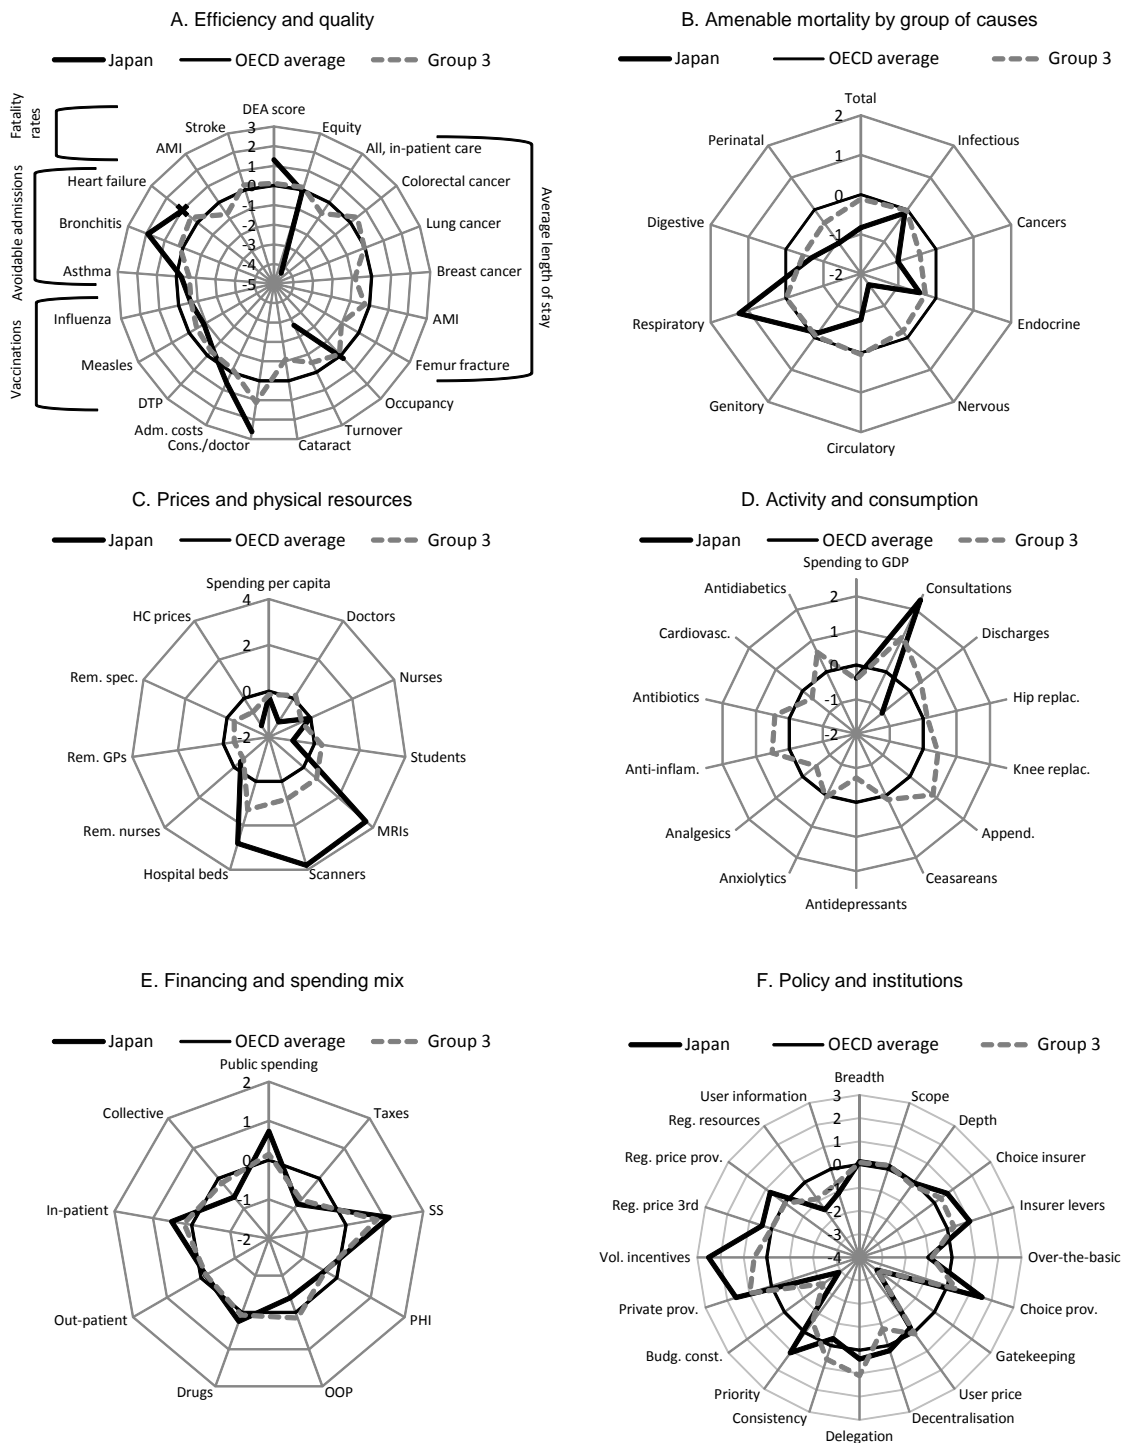 A. Efficiency and quality
Japan OECD average Group 3
Fatality rates
Avoidable admissions
Vaccinations
Average length of stay
DEA score
Equity
All, in-patient care
Colorectal cancer
Lung cancer
Breast cancer
AMI
Femur fracture
Occupancy
Turnover
Cataract
Cons./doctor
Adm. costs
DTP
Measles
Influenza
Asthma
Bronchitis
Heart failure
AMI
Stroke
3
2
1
0
-1
-2
-3
-4
-5
B. Amenable mortality by group of causes
Japan OECD average Group 3
Total
Infectious
Cancers
Endocrine
Nervous
Circulatory
Genitory
Respiratory
Digestive
Perinatal
2
1
0
-1
-2
C. Prices and physical resources
Japan OECD average Group 3
Spending per capita
Doctors
Nurses
Students
MRIs
Scanners
Hospital beds
Rem. nurses
Rem. GPs
Rem. spec.
HC prices
4
2
0
-2
D. Activity and consumption
Japan OECD average Group 3
Spending to GDP
Consultations
Discharges
Hip replac.
Knee replac.
Append.
Ceasareans
Antidepressants
Anxiolytics
Analgesics
Anti-inflam.
Antibiotics
Cardiovasc.
Antidiabetics
2
1
0
-1
-2
E. Financing and spending mix
Japan OECD average Group 3
Public spending
Taxes
SS
PHI
OOP
Drugs
Out-patient
In-patient
Collective
2
1
0
-1
-2
F. Policy and institutions
Japan OECD average Group 3
Breadth
Scope
Depth
Choice insurer
Insurer levers
Over-the-basic
Choice prov.
Gatekeeping
User price
Decentralisation
Delegation
Consistency
Priority
Budg. const.
Private prov.
Vol. incentives
Reg. price 3rd
Reg. price prov.
Reg. resources
User information
3
2
1
0
-1
-2
-3
-4